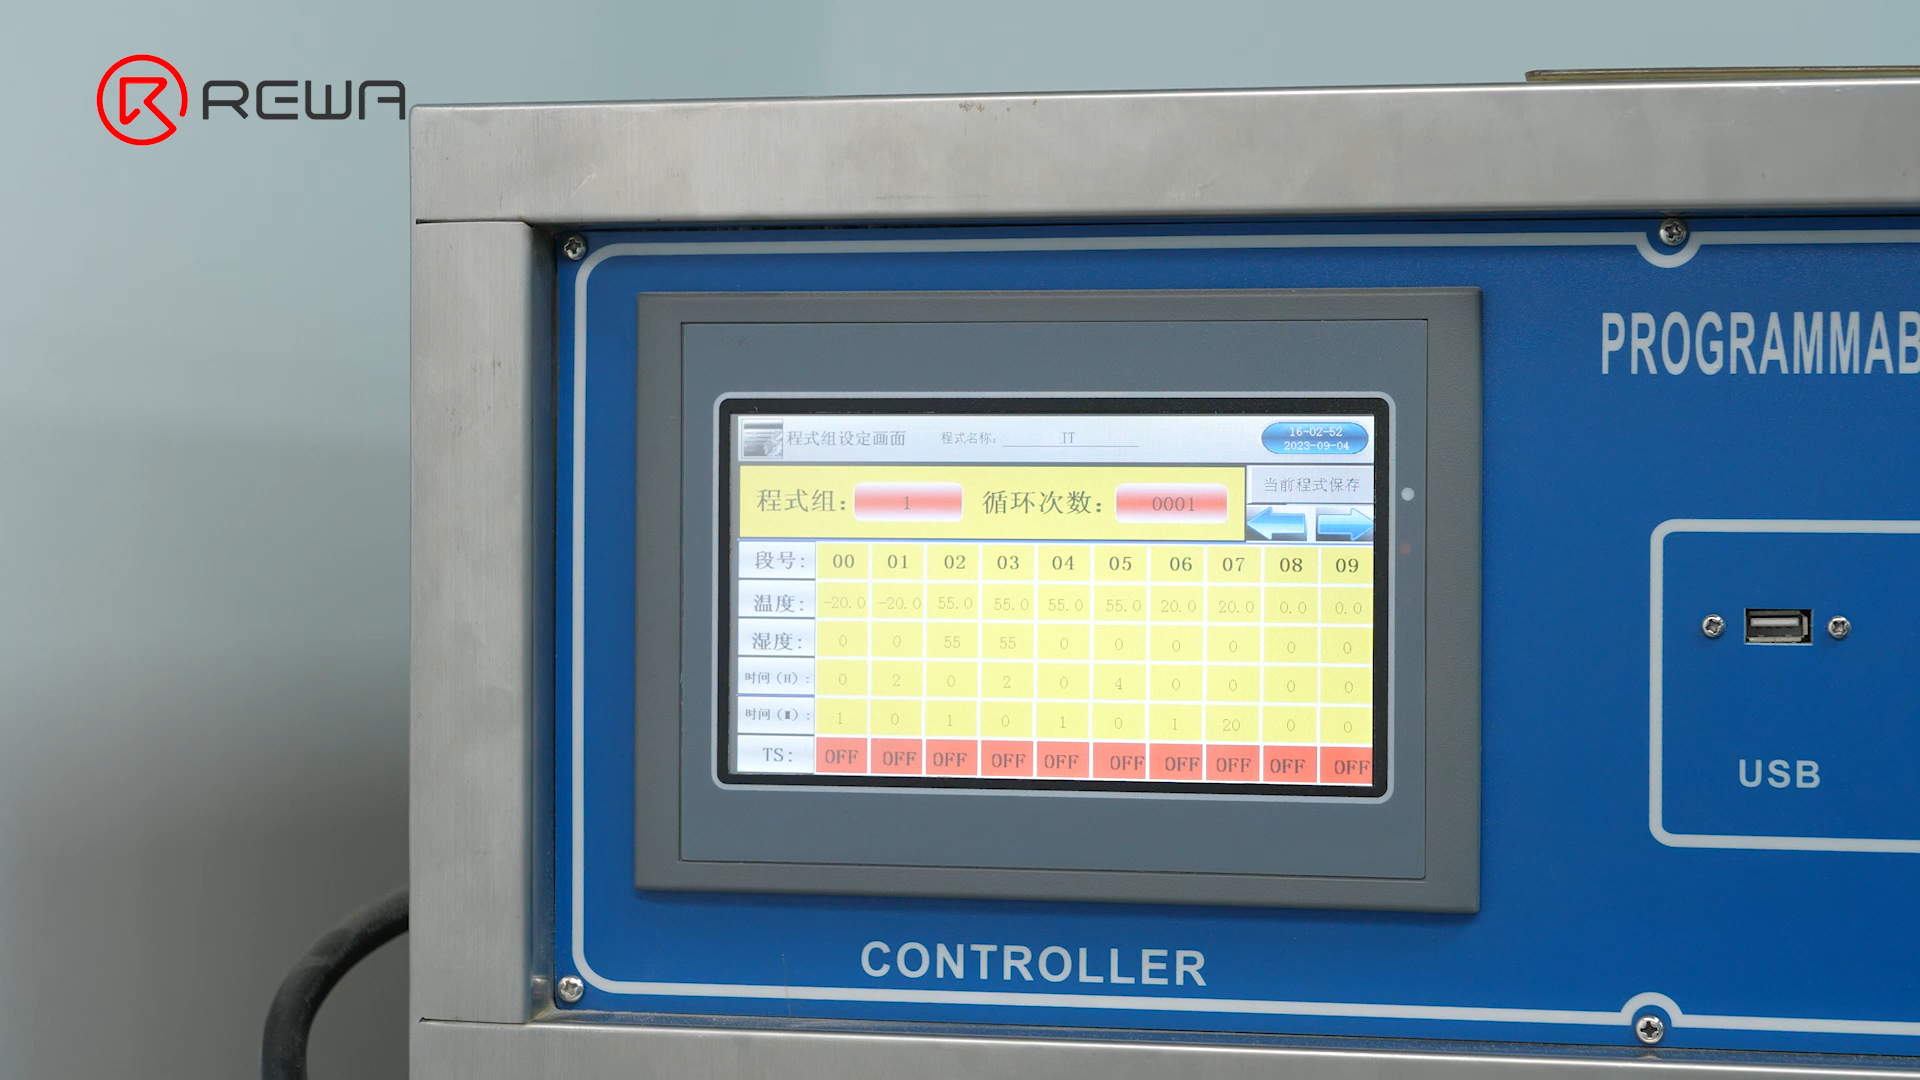 REWA
PROGRAMMAB
程式组设定画面 程式名称: JT 16-02-52
2023-09-04
程式组: 1 循环次数: 0001 当前程式保存
段号: 00 01 02 03 04 05 06 07 08 09
温度: -20.0 -20.0 55.0 55.0 55.0 55.0 20.0 20.0 0.0 0.0
湿度: 0 0 55 55 0 0 0 0 0 0
时间(H): 0 2 0 2 0 4 0 0 0 0
时间(M): 1 0 1 0 1 0 1 20 0 0
TS: OFF OFF OFF OFF OFF OFF OFF OFF OFF OFF
USB
CONTROLLER